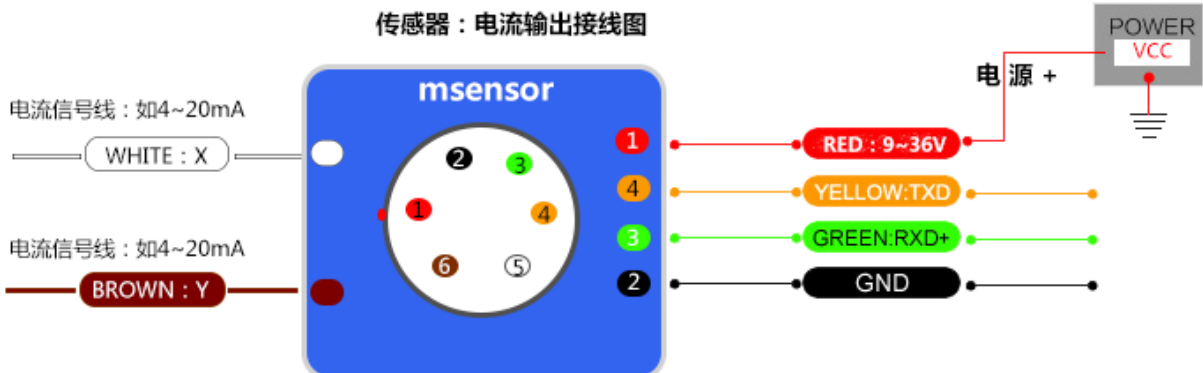 传感器：电流输出接线图
POWER
VCC
电 源 +
msensor
电流信号线：如4~20mA
WHITE：X
电流信号线：如4~20mA
BROWN：Y
2
3
1
4
6
5
1
RED：9~36V
4
YELLOW:TXD
3
GREEN:RXD+
2
GND